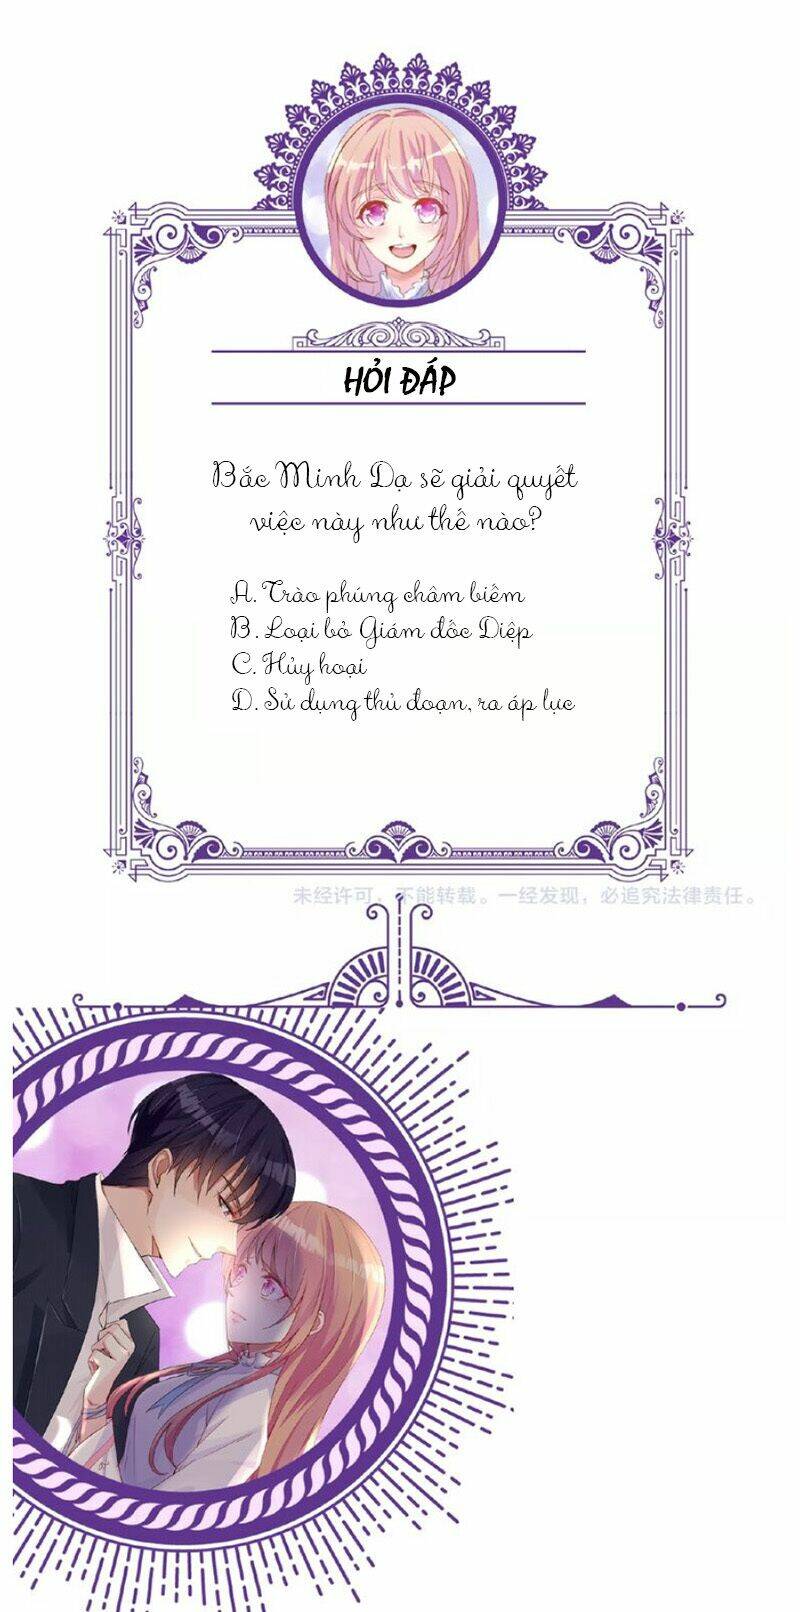 HỎI ĐÁP
Bắc Minh Dạ sẽ giải quyết
việc này như thế nào?
A. Trào phúng châm biếm
B. Loại bỏ Giám đốc Diệp
C. Hủy hoại
D. Sử dụng thủ đoạn, ra áp lực
未经许可，不能转载。一经发现，必追究法律责任。